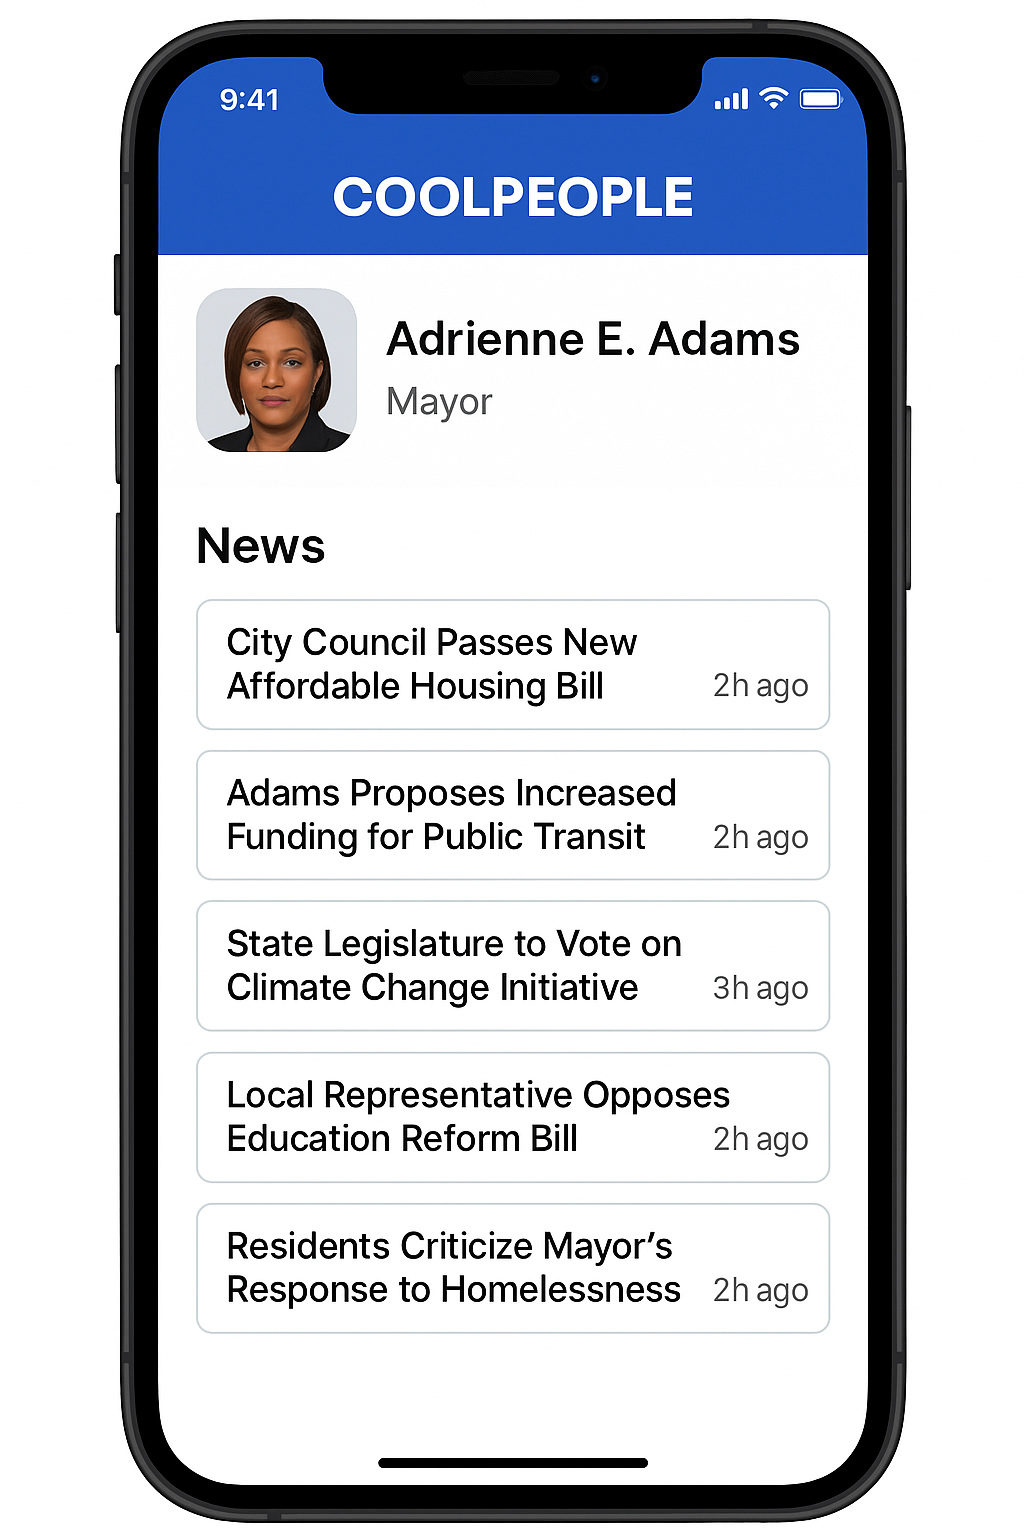 9:41
COOLPEOPLE
Adrienne E. Adams
Mayor
News
City Council Passes New
Affordable Housing Bill 2h ago
Adams Proposes Increased
Funding for Public Transit 2h ago
State Legislature to Vote on
Climate Change Initiative 3h ago
Local Representative Opposes
Education Reform Bill 2h ago
Residents Criticize Mayor’s
Response to Homelessness 2h ago